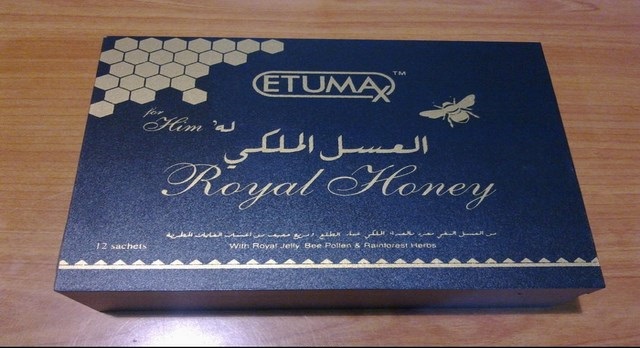 ETUMAX™
for
Him له
العسل الملكي
Royal Honey
12 sachets
With Royal Jelly, Bee Pollen & Rainforest Herbs